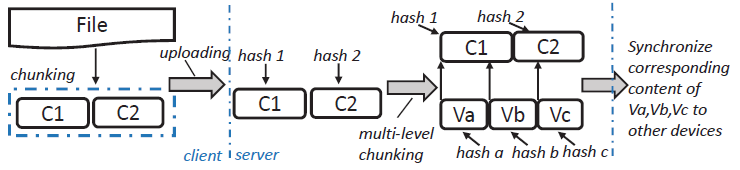 File
chunking
C1
C2
uploading
client
server
hash 1
hash 2
C1
C2
multi-level
chunking
hash 1
hash 2
C1
C2
Va
Vb
Vc
hash a
hash b
hash c
Synchronize
corresponding
content of
Va,Vb,Vc to
other devices